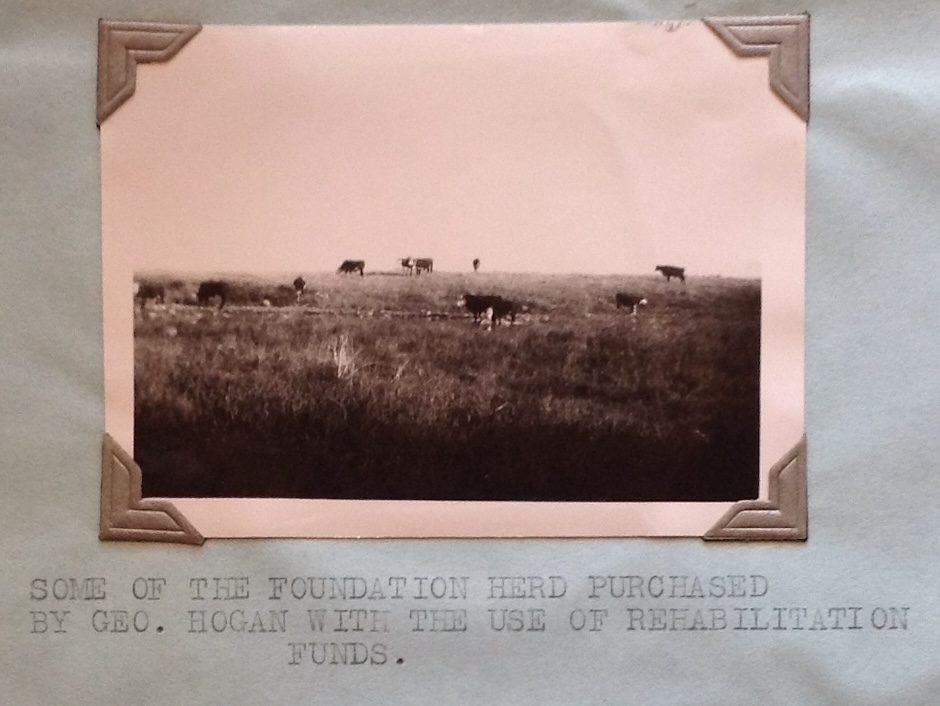 SOME OF THE FOUNDATION HERD PURCHASED
BY GEO. HOGAN WITH THE USE OF REHABILITATION
FUNDS.